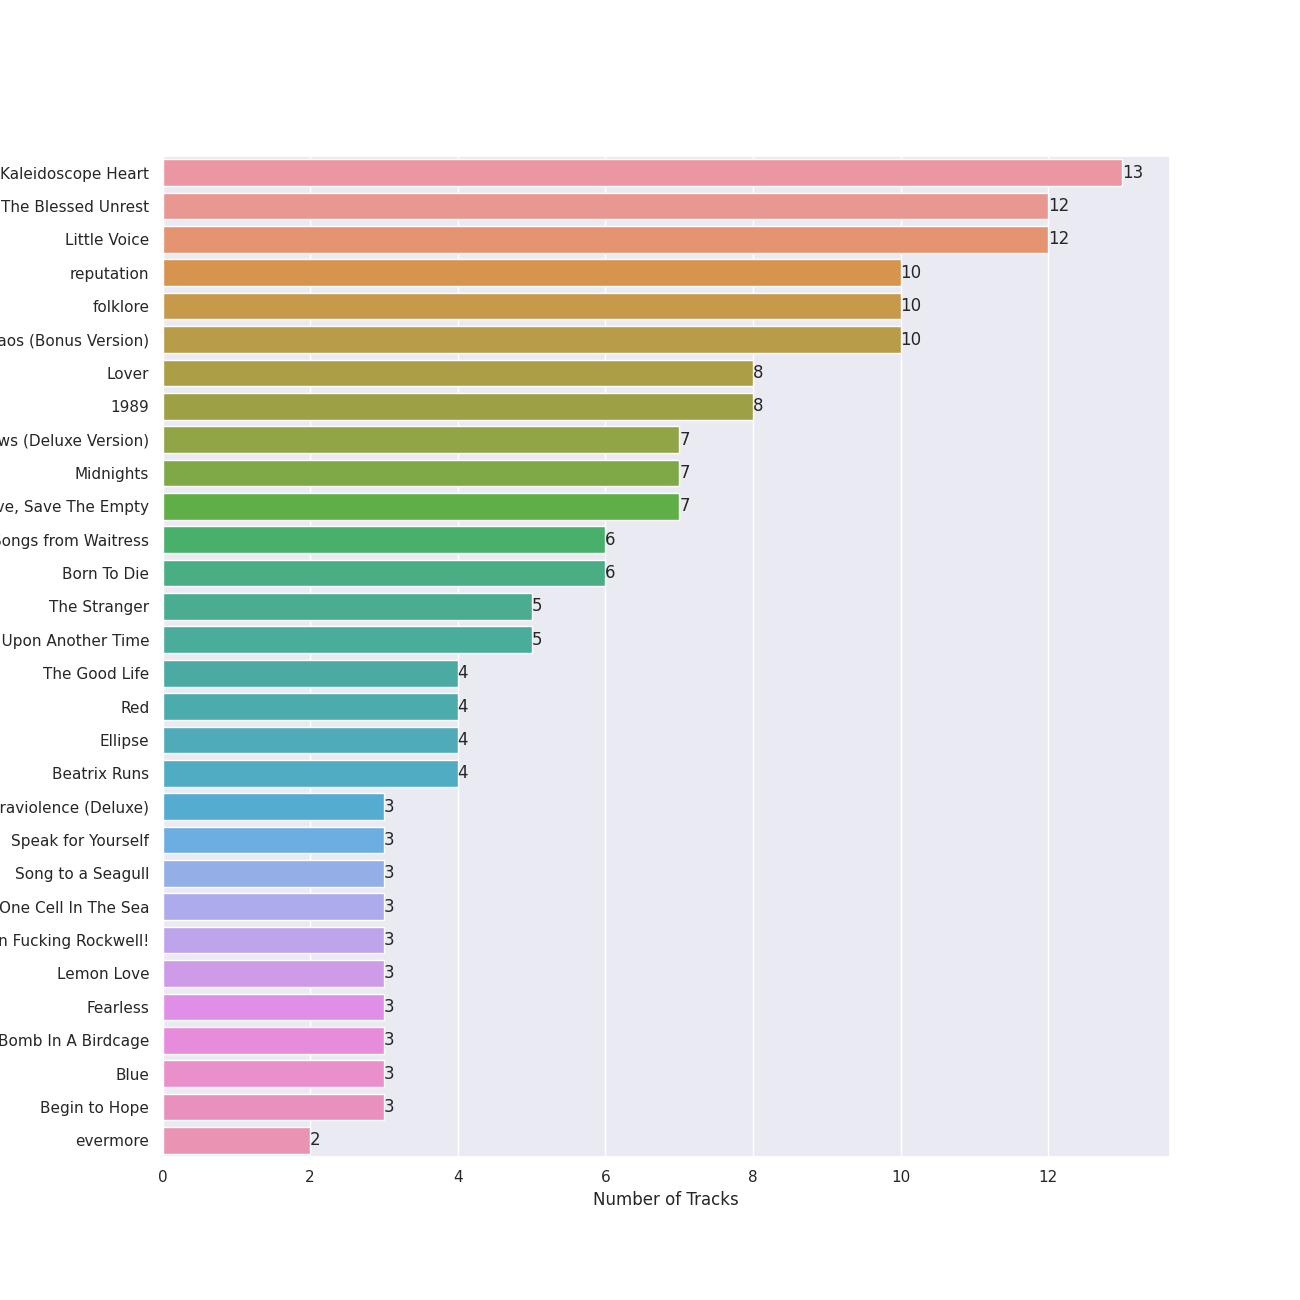 Kaleidoscope Heart 13
The Blessed Unrest 12
Little Voice 12
reputation 10
folklore 10
aos (Bonus Version) 10
Lover 8
1989 8
ws (Deluxe Version) 7
Midnights 7
ve, Save The Empty 7
Songs from Waitress 6
Born To Die 6
The Stranger 5
Upon Another Time 5
The Good Life 4
Red 4
Ellipse 4
Beatrix Runs 4
raviolence (Deluxe) 3
Speak for Yourself 3
Song to a Seagull 3
One Cell In The Sea 3
n Fucking Rockwell! 3
Lemon Love 3
Fearless 3
Bomb In A Birdcage 3
Blue 3
Begin to Hope 3
evermore 2
0 2 4 6 8 10 12
Number of Tracks